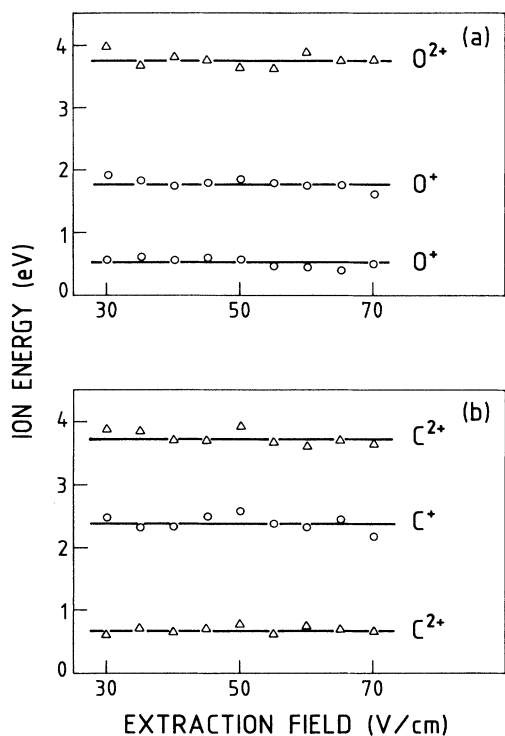 (a)
4
3
2
1
0
O²⁺
O⁺
O⁺
30
50
70
ION ENERGY (eV)
(b)
4
3
2
1
0
C²⁺
C⁺
C²⁺
30
50
70
EXTRACTION FIELD (V/cm)